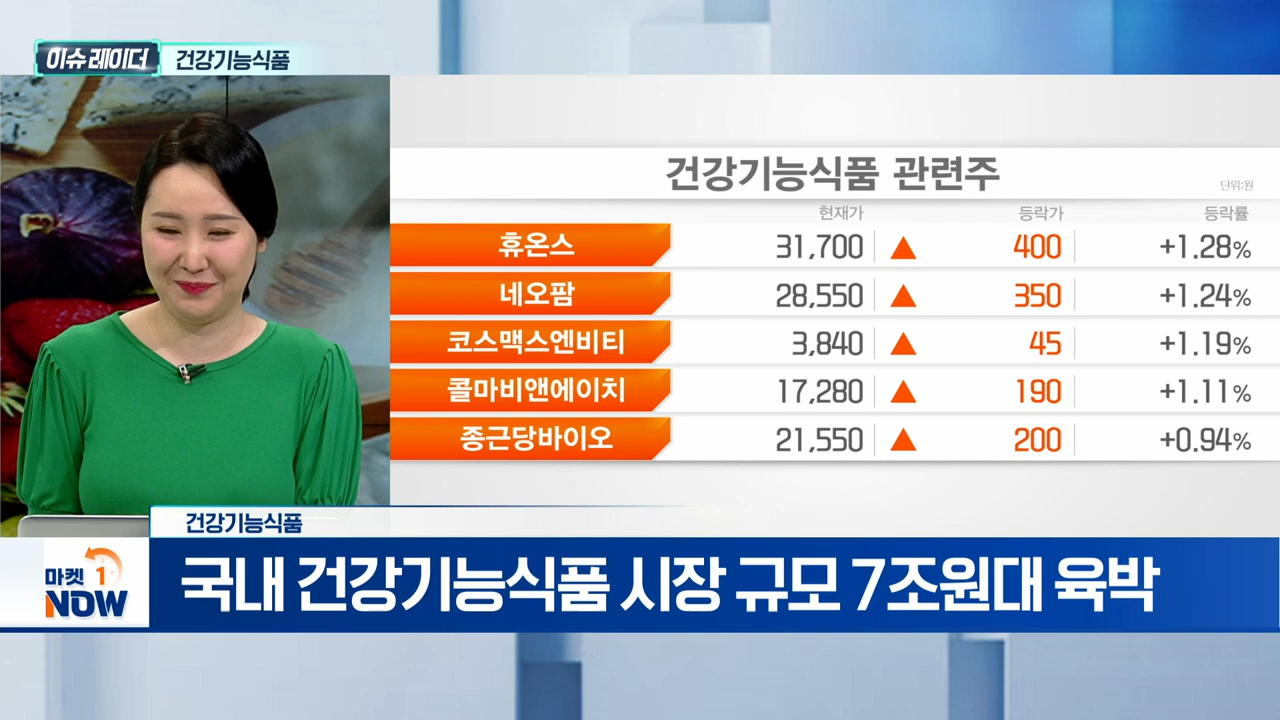 이슈 레이더 건강기능식품
건강기능식품 관련주
단위:원
현재가 등락가 등락률
휴온스 31,700 ▲ 400 +1.28%
네오팜 28,550 ▲ 350 +1.24%
코스맥스엔비티 3,840 ▲ 45 +1.19%
콜마비앤에이치 17,280 ▲ 190 +1.11%
종근당바이오 21,550 ▲ 200 +0.94%
건강기능식품
마켓 1
NOW
국내 건강기능식품 시장 규모 7조원대 육박